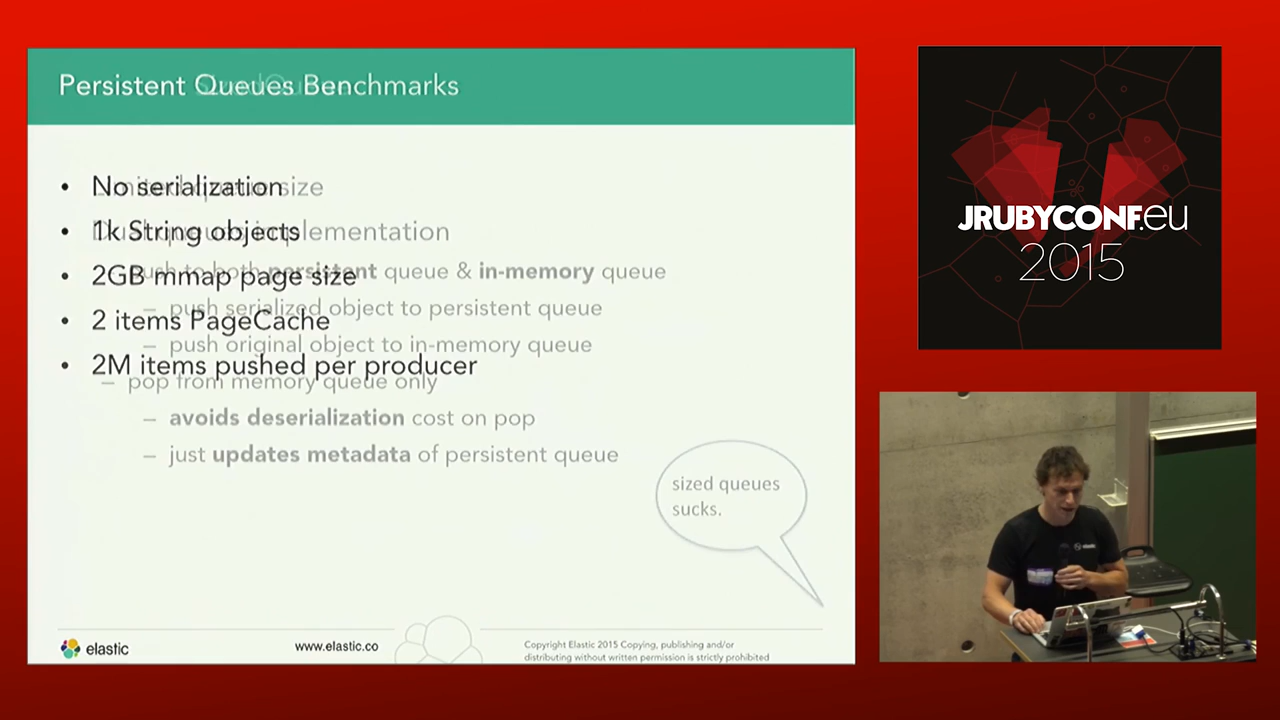 Persistent Queues Benchmarks
• No serialization
• 1k String objects
• 2GB mmap page size
• 2 items PageCache
• 2M items pushed per producer
size
Dual queues implementation
push to both persistent queue & in-memory queue
– push serialized object to persistent queue
– push original object to in-memory queue
– pop from memory queue only
– avoids deserialization cost on pop
– just updates metadata of persistent queue
sized queues
sucks.
elastic
www.elastic.co
Copyright Elastic 2015 Copying, publishing and/or
distributing without written permission is strictly prohibited
JRUBYCONF.eu
2015
elastic